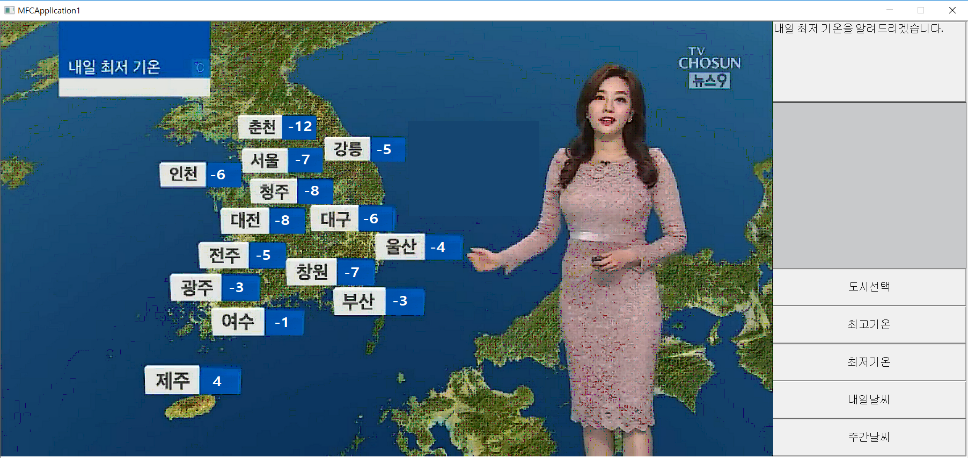 MFCApplication1
내일 최저 기온 ℃
TV
CHOSUN
뉴스9
춘천 -12
강릉 -5
서울 -7
인천 -6
청주 -8
대전 -8
대구 -6
울산 -4
전주 -5
창원 -7
광주 -3
부산 -3
여수 -1
제주 4
내일 최저 기온을 알려드리겠습니다.
도시선택
최고기온
최저기온
내일날씨
주간날씨